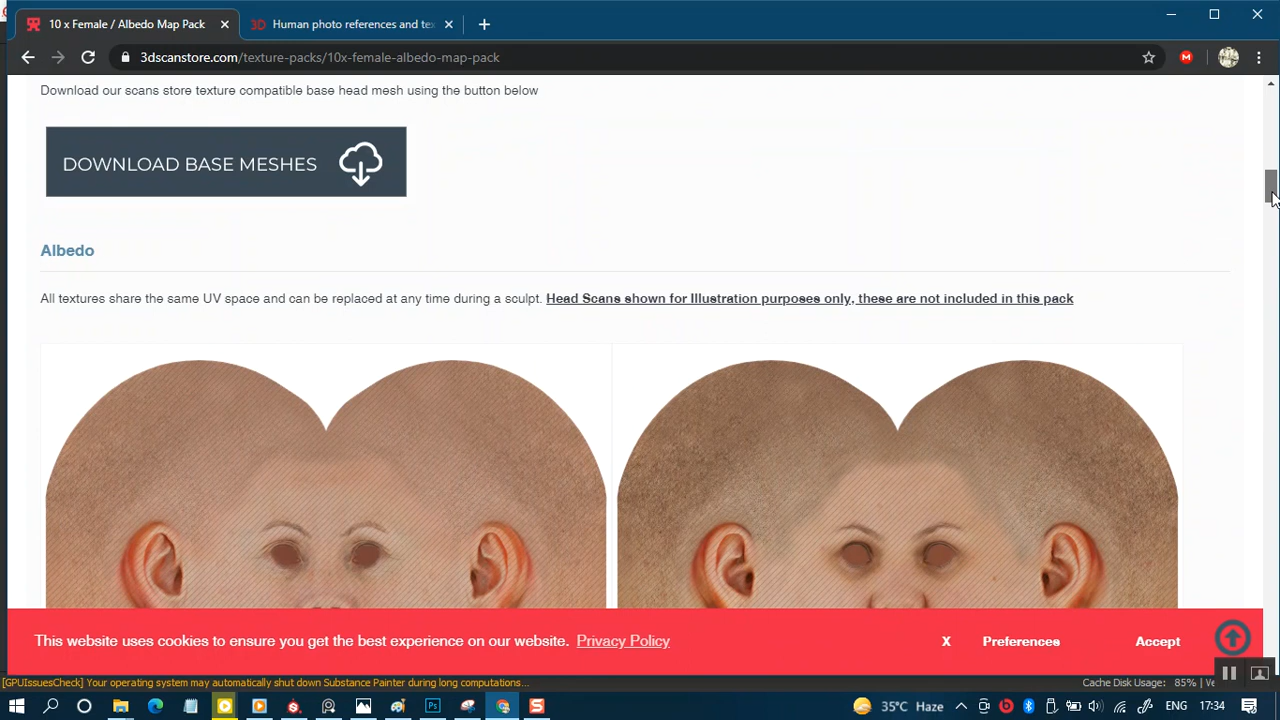 10 x Female / Albedo Map Pack
Human photo references and tex
3dscanstore.com/texture-packs/10x-female-albedo-map-pack
Download our scans store texture compatible base head mesh using the button below
DOWNLOAD BASE MESHES
Albedo
All textures share the same UV space and can be replaced at any time during a sculpt. Head Scans shown for Illustration purposes only, these are not included in this pack
This website uses cookies to ensure you get the best experience on our website. Privacy Policy
X Preferences Accept
[GPUIssuesCheck] Your operating system may automatically shut down Substance Painter during long computations...
Cache Disk Usage: 85% | Ve
35°C Haze
ENG 17:34